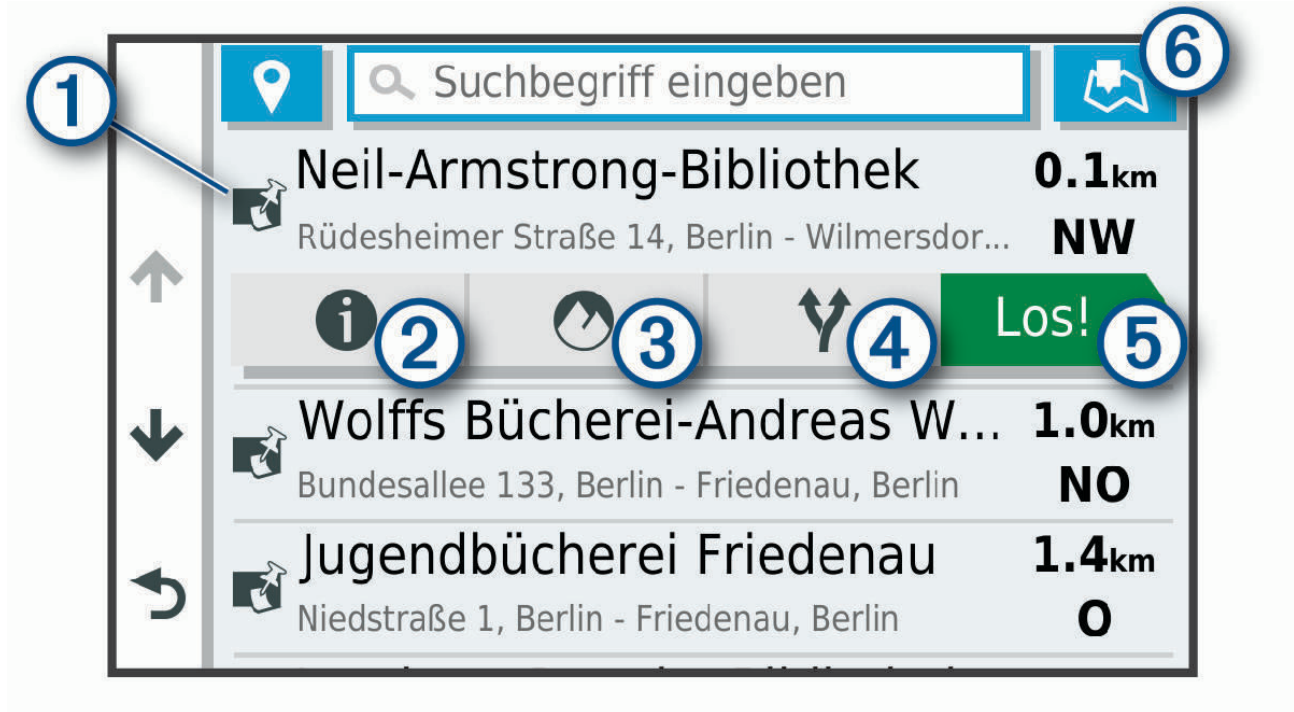 6
1
Suchbegriff eingeben
Neil-Armstrong-Bibliothek 0.1km
Rüdesheimer Straße 14, Berlin - Wilmersdor... NW
i 2 3 4 Los! 5
Wolffs Bücherei-Andreas W... 1.0km
Bundesallee 133, Berlin - Friedenau, Berlin NO
Jugendbücherei Friedenau 1.4km
Niedstraße 1, Berlin - Friedenau, Berlin O